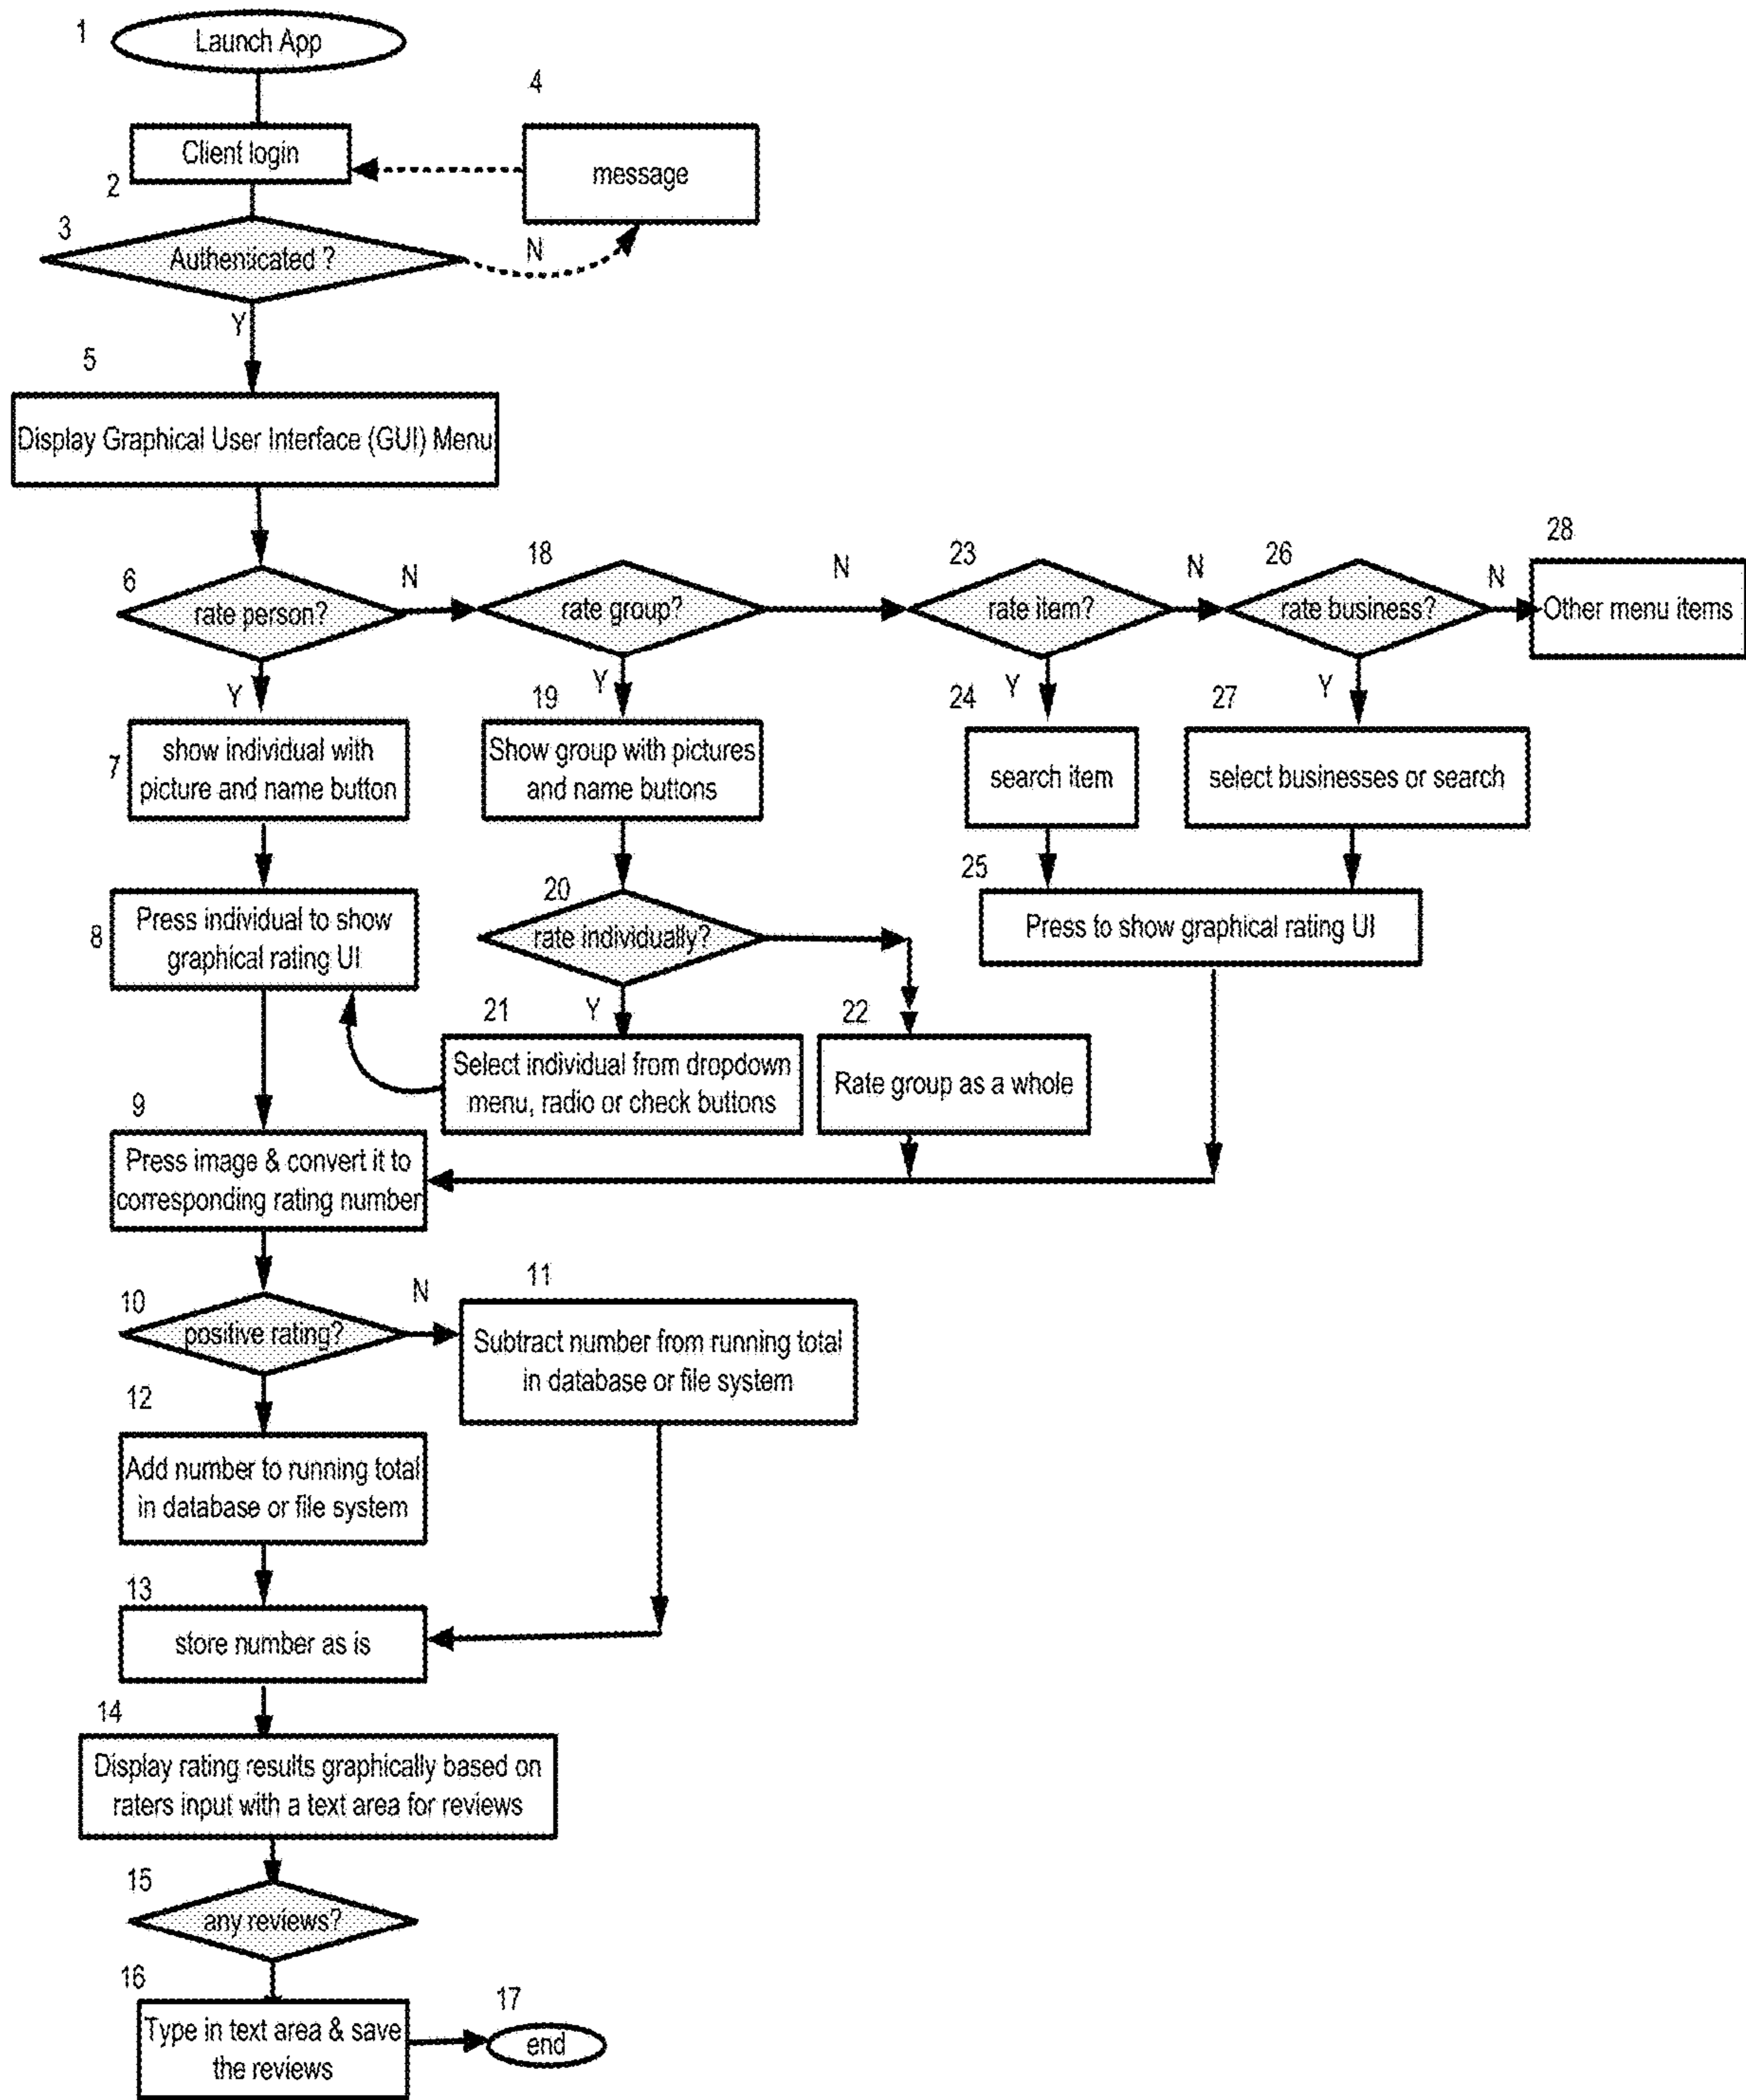 1
Launch App
4
Client login
message
2
3
Authenticated ?
N
Y
5
Display Graphical User Interface (GUI) Menu
6
rate person?
N
18
rate group?
N
23
rate item?
N
26
rate business?
N
28
Other menu items
Y
Y
Y
Y
7
show individual with
picture and name button
19
Show group with pictures
and name buttons
24
search item
27
select businesses or search
8
Press individual to show
graphical rating UI
20
rate individually?
25
Press to show graphical rating UI
Y
21
Select individual from dropdown
menu, radio or check buttons
22
Rate group as a whole
9
Press image & convert it to
corresponding rating number
10
positive rating?
N
11
Subtract number from running total
in database or file system
12
Add number to running total
in database or file system
13
store number as is
14
Display rating results graphically based on
raters input with a text area for reviews
15
any reviews?
16
Type in text area & save
the reviews
17
end